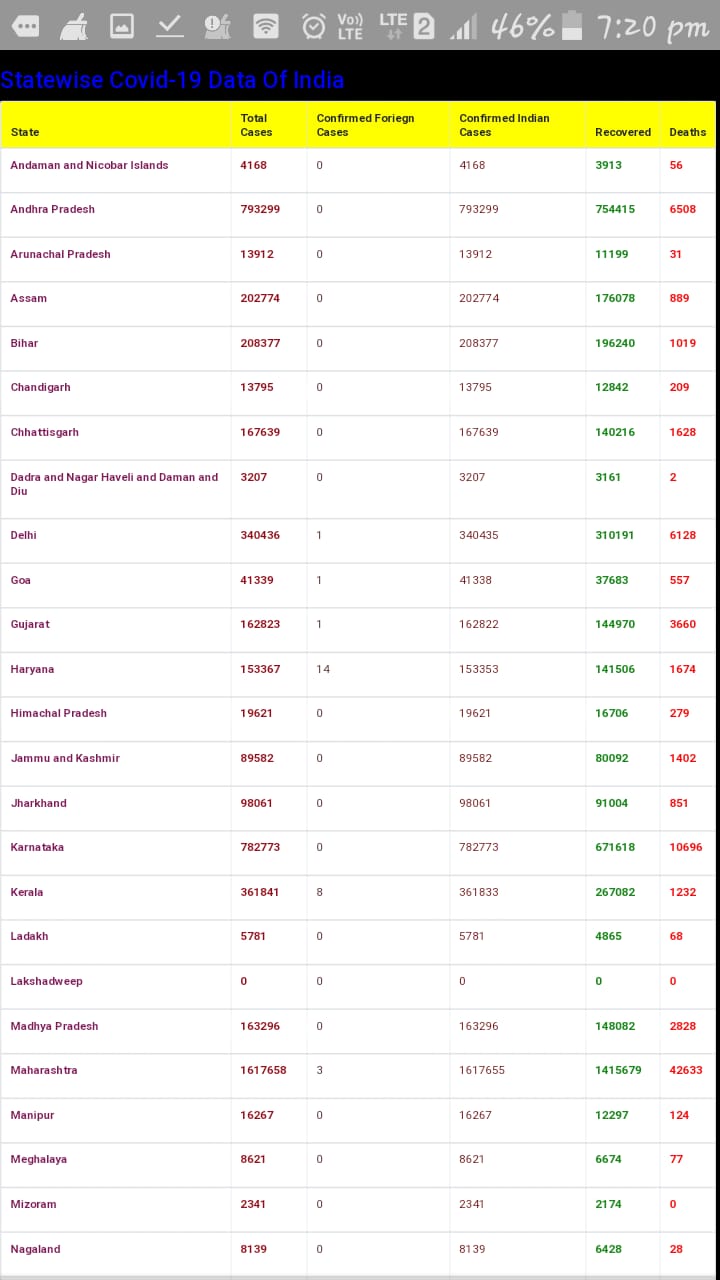 Vo)) LTE LTE 2 46% 7:20 pm
Statewise Covid-19 Data Of India
State Total Cases Confirmed Foriegn Cases Confirmed Indian Cases Recovered Deaths
Andaman and Nicobar Islands 4168 0 4168 3913 56
Andhra Pradesh 793299 0 793299 754415 6508
Arunachal Pradesh 13912 0 13912 11199 31
Assam 202774 0 202774 176078 889
Bihar 208377 0 208377 196240 1019
Chandigarh 13795 0 13795 12842 209
Chhattisgarh 167639 0 167639 140216 1628
Dadra and Nagar Haveli and Daman and Diu 3207 0 3207 3161 2
Delhi 340436 1 340435 310191 6128
Goa 41339 1 41338 37683 557
Gujarat 162823 1 162822 144970 3660
Haryana 153367 14 153353 141506 1674
Himachal Pradesh 19621 0 19621 16706 279
Jammu and Kashmir 89582 0 89582 80092 1402
Jharkhand 98061 0 98061 91004 851
Karnataka 782773 0 782773 671618 10696
Kerala 361841 8 361833 267082 1232
Ladakh 5781 0 5781 4865 68
Lakshadweep 0 0 0 0 0
Madhya Pradesh 163296 0 163296 148082 2828
Maharashtra 1617658 3 1617655 1415679 42633
Manipur 16267 0 16267 12297 124
Meghalaya 8621 0 8621 6674 77
Mizoram 2341 0 2341 2174 0
Nagaland 8139 0 8139 6428 28